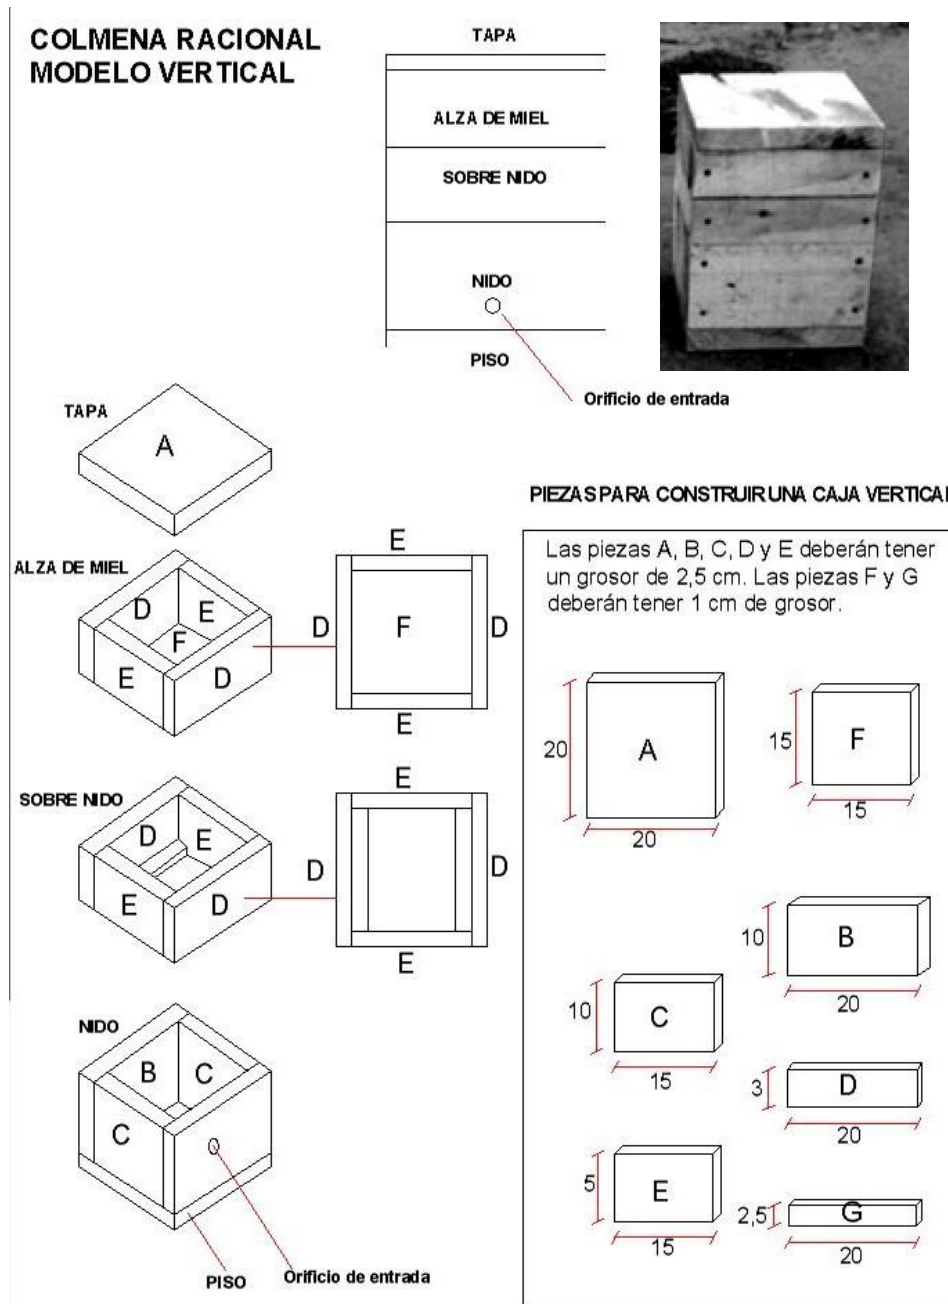 COLMENA RACIONAL
MODELO VERTICAL
TAPA
ALZA DE MIEL
SOBRE NIDO
NIDO
PISO
Orificio de entrada
TAPA
A
ALZA DE MIEL
D
E
F
E
D
E
D
F
D
E
SOBRE NIDO
D
E
E
D
E
D
D
E
NIDO
B
C
C
PISO
Orificio de entrada
PIEZAS PARA CONSTRUIR UNA CAJA VERTICAL
Las piezas A, B, C, D y E deberán tener
un grosor de 2,5 cm. Las piezas F y G
deberán tener 1 cm de grosor.
20
A
20
15
F
15
10
B
20
10
C
15
3
D
20
5
E
15
2,5
G
20